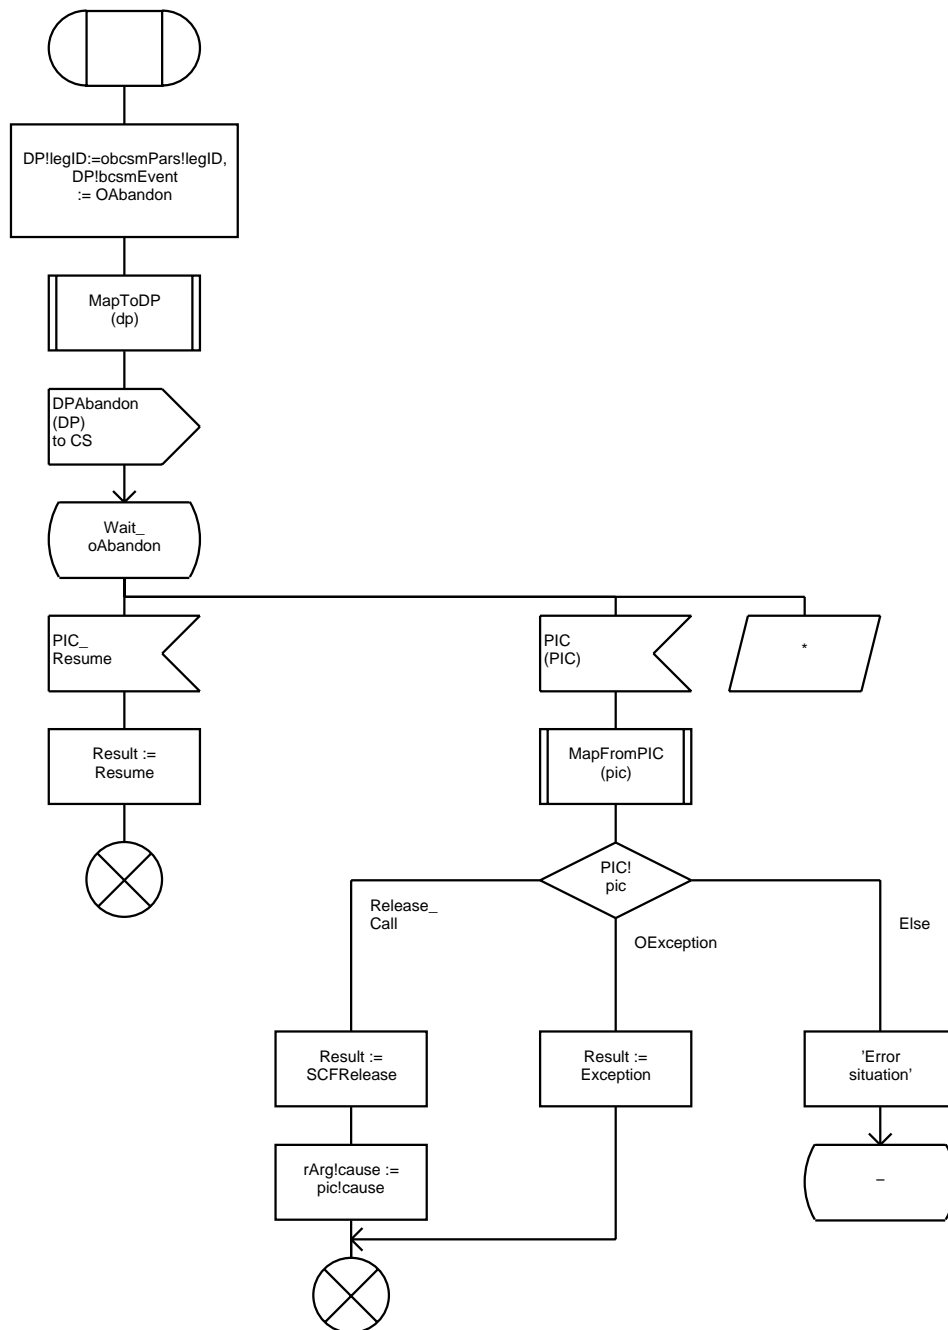 DP!legID:=obcsmPars!legID,
DP!bcsmEvent
:= OAbandon
MapToDP
(dp)
DPAbandon
(DP)
to CS
Wait_
oAbandon
PIC_
Resume
PIC
(PIC)
*
Result :=
Resume
MapFromPIC
(pic)
PIC!
pic
Release_
Call
OException
Else
Result :=
SCFRelease
Result :=
Exception
’Error
situation’
rArg!cause :=
pic!cause
–